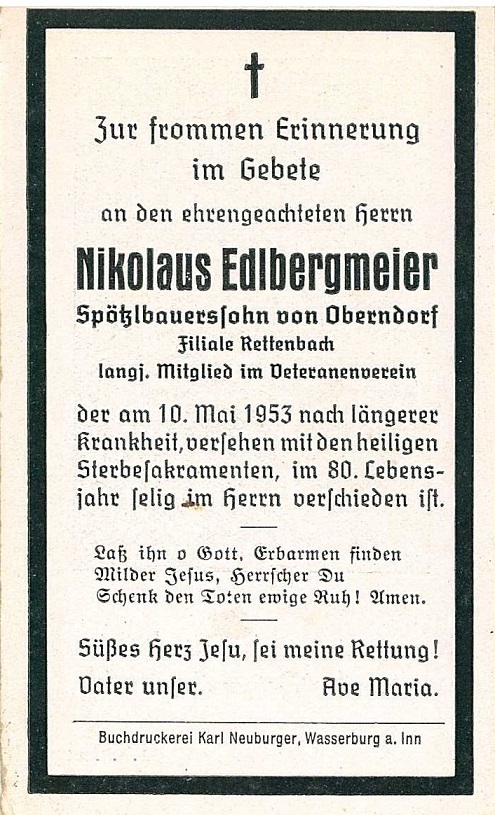 Zur frommen Erinnerung
im Gebete
an den ehrengeachteten Herrn
Nikolaus Edlbergmeier
Spötzlbauerssohn von Oberndorf
Filiale Rettenbach
langj. Mitglied im Veteranenverein
der am 10. Mai 1953 nach längerer
Krankheit, versehen mit den heiligen
Sterbesakramenten, im 80. Lebens-
jahr selig im Herrn verschieden ist.
Laß ihn o Gott, Erbarmen finden
Milder Jesus, Herrscher Du
Schenk den Toten ewige Ruh! Amen.
Süßes Herz Jesu, sei meine Rettung!
Vater unser. Ave Maria.
Buchdruckerei Karl Neuburger, Wasserburg a. Inn